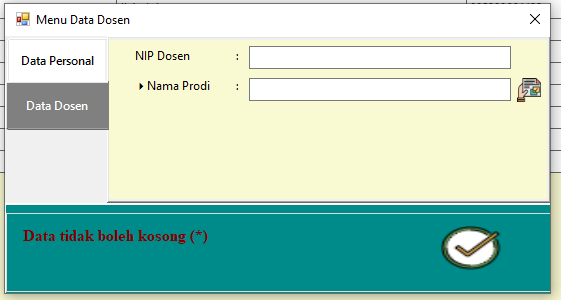 Menu Data Dosen
Data Personal
Data Dosen
NIP Dosen :
Nama Prodi :
Data tidak boleh kosong (*)